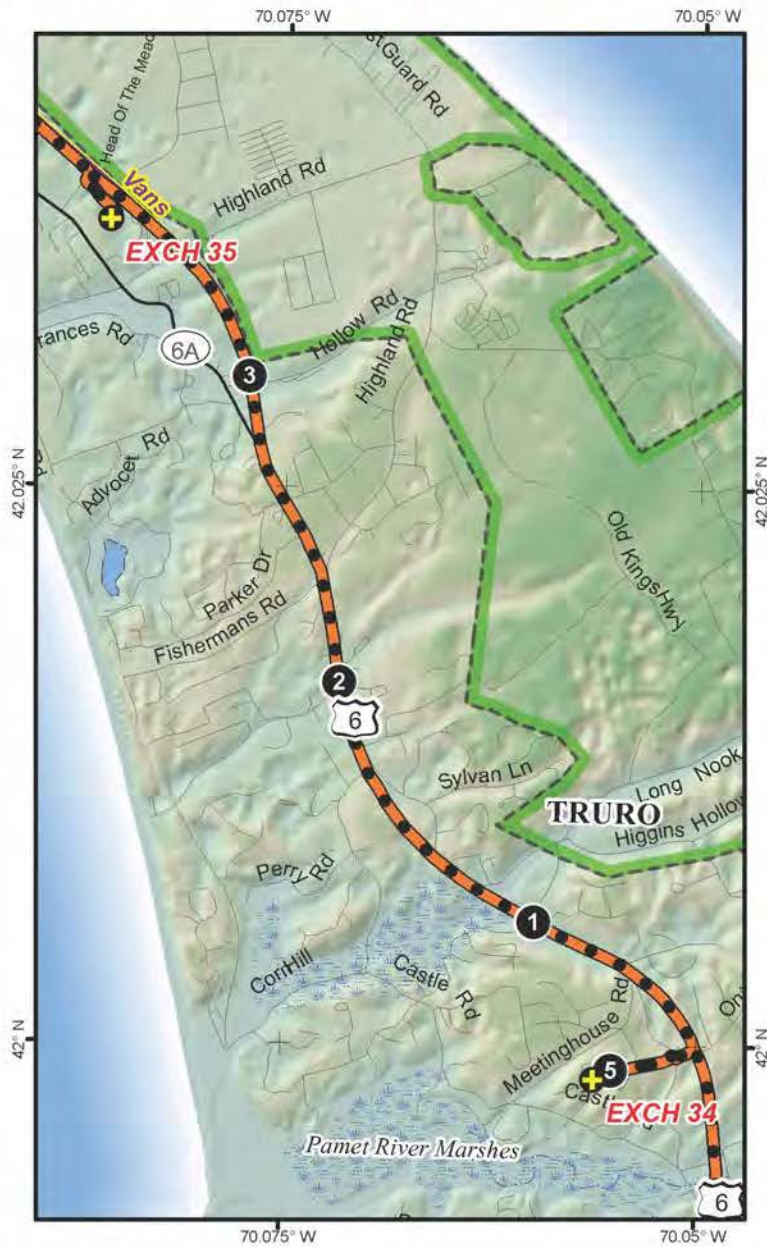 70.075° W
70.05° W
Head Of The Mead
stGuard Rd
Vans
Highland Rd
EXCH 35
Hollow Rd
Highland Rd
rances Rd
6A
3
Advocet Rd
42.025° N
42.025° N
Old KingsHwy
Parker Dr
Fishermans Rd
2
6
Sylvan Ln
Long Nook
TRURO
Higgins Hollow
Perry Rd
1
CornHill
Castle Rd
Meetinghouse Rd
42° N
42° N
5
EXCH 34
Pamet River Marshes
6
70.075° W
70.05° W